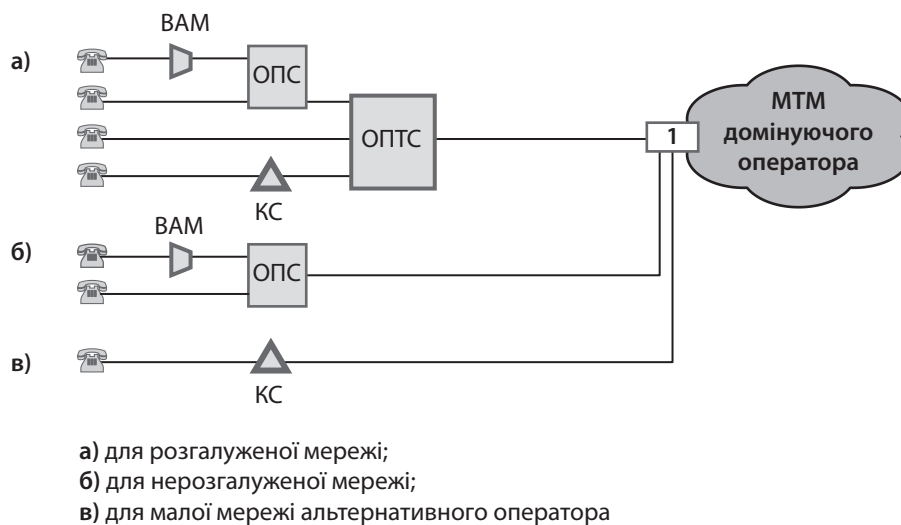 ВАМ
а)
ОПС
ОПТС
1
МТМ
домінуючого
оператора
КС
ВАМ
б)
ОПС
в)
КС
а) для розгалуженої мережі;
б) для нерозгалуженої мережі;
в) для малої мережі альтернативного оператора